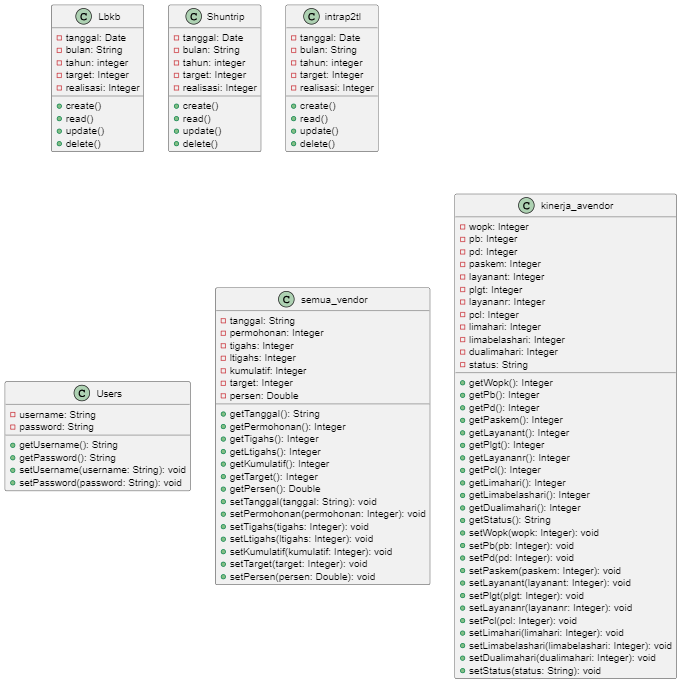 C Lbkb
tanggal: Date
bulan: String
tahun: integer
target: Integer
realisasi: Integer
create()
read()
update()
delete()
C Shuntrip
tanggal: Date
bulan: String
tahun: integer
target: Integer
realisasi: Integer
create()
read()
update()
delete()
C intrap2tl
tanggal: Date
bulan: String
tahun: integer
target: Integer
realisasi: Integer
create()
read()
update()
delete()
C Users
username: String
password: String
getUsername(): String
getPassword(): String
setUsername(username: String): void
setPassword(password: String): void
C semua_vendor
tanggal: String
permohonan: Integer
tigahs: Integer
ltigahs: Integer
kumulatif: Integer
target: Integer
persen: Double
getTanggal(): String
getPermohonan(): Integer
getTigahs(): Integer
getLtigahs(): Integer
getKumulatif(): Integer
getTarget(): Integer
getPersen(): Double
setTanggal(tanggal: String): void
setPermohonan(permohonan: Integer): void
setTigahs(tigahs: Integer): void
setLtigahs(ltigahs: Integer): void
setKumulatif(kumulatif: Integer): void
setTarget(target: Integer): void
setPersen(persen: Double): void
C kinerja_avendor
wopk: Integer
pb: Integer
pd: Integer
paskem: Integer
layanant: Integer
plgt: Integer
layananr: Integer
pcl: Integer
limahari: Integer
limabelashari: Integer
dualimahari: Integer
status: String
getWopk(): Integer
getPb(): Integer
getPd(): Integer
getPaskem(): Integer
getLayanant(): Integer
getPlgt(): Integer
getLayananr(): Integer
getPcl(): Integer
getLimahari(): Integer
getLimabelashari(): Integer
getDualimahari(): Integer
getStatus(): String
setWopk(wopk: Integer): void
setPb(pb: Integer): void
setPd(pd: Integer): void
setPaskem(paskem: Integer): void
setLayanant(layanant: Integer): void
setPlgt(plgt: Integer): void
setLayananr(layananr: Integer): void
setPcl(pcl: Integer): void
setLimahari(limahari: Integer): void
setLimabelashari(limabelashari: Integer): void
setDualimahari(dualimahari: Integer): void
setStatus(status: String): void